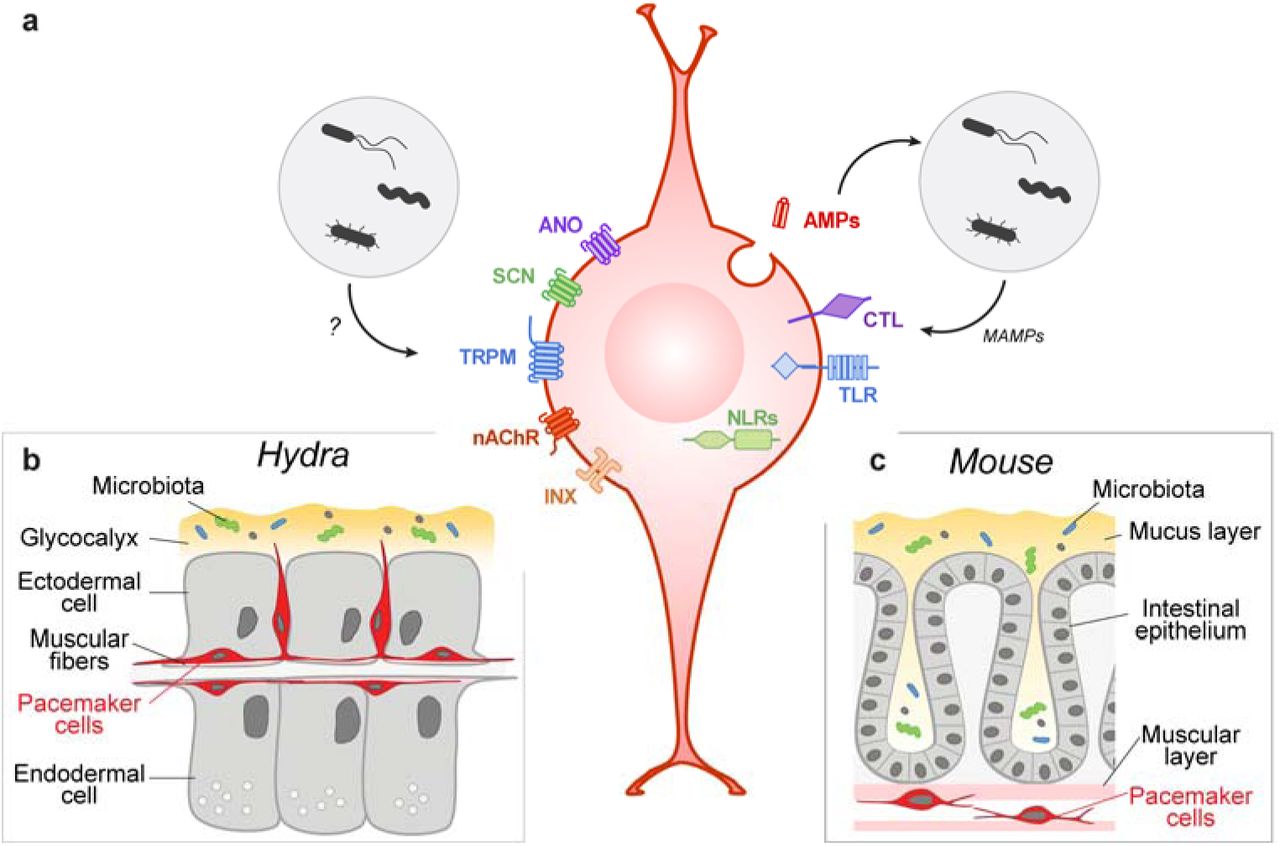 a
ANO
SCN
TRPM
nAChR
INX
?
AMPs
CTL
MAMPs
TLR
NLRs
b
Hydra
Microbiota
Glycocalyx
Ectodermal
cell
Muscular
fibers
Pacemaker
cells
Endodermal
cell
c
Mouse
Microbiota
Mucus layer
Intestinal
epithelium
Muscular
layer
Pacemaker
cells